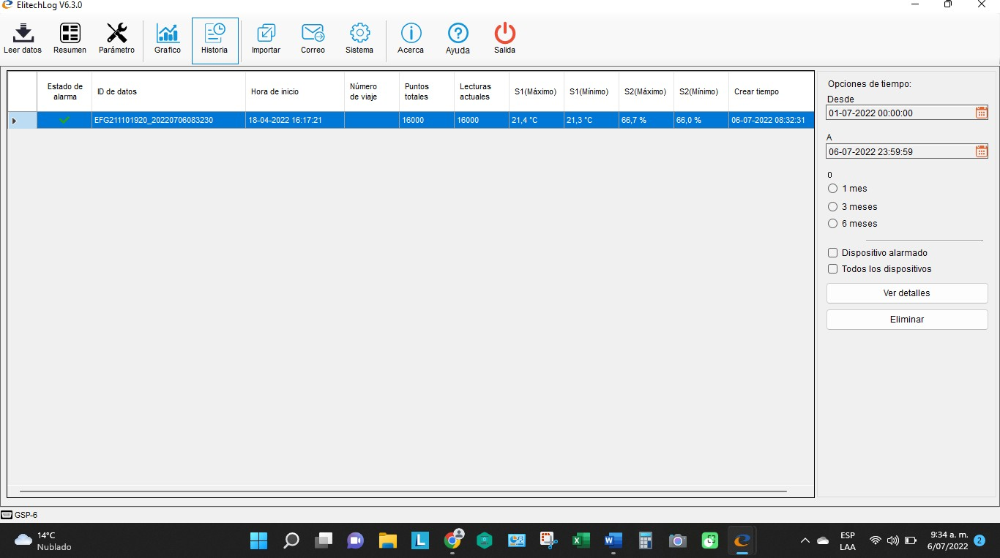 ElitechLog V6.3.0
Leer datos
Resumen
Parámetro
Grafico
Historia
Importar
Correo
Sistema
Acerca
Ayuda
Salida
Estado de
alarma
ID de datos
Hora de inicio
Número
de viaje
Puntos
totales
Lecturas
actuales
S1(Máximo)
S1(Mínimo)
S2(Máximo)
S2(Mínimo)
Crear tiempo
EFG211101920_20220706083230
18-04-2022 16:17:21
16000
16000
21,4 °C
21,3 °C
66,7 %
66,0 %
06-07-2022 08:32:31
Opciones de tiempo:
Desde
01-07-2022 00:00:00
A
06-07-2022 23:59:59
0
1 mes
3 meses
6 meses
Dispositivo alarmado
Todos los dispositivos
Ver detalles
Eliminar
GSP-6
14°C
Nublado
ESP
LAA
9:34 a. m.
6/07/2022
2